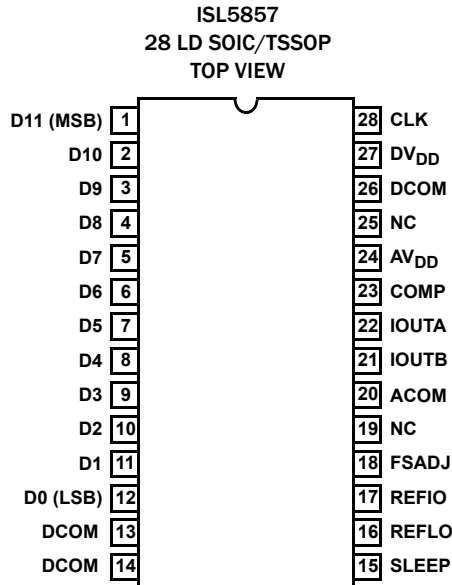 ISL5857
28 LD SOIC/TSSOP
TOP VIEW
D11 (MSB) 1 28 CLK
D10 2 27 DVDD
D9 3 26 DCOM
D8 4 25 NC
D7 5 24 AVDD
D6 6 23 COMP
D5 7 22 IOUTA
D4 8 21 IOUTB
D3 9 20 ACOM
D2 10 19 NC
D1 11 18 FSADJ
D0 (LSB) 12 17 REFIO
DCOM 13 16 REFLO
DCOM 14 15 SLEEP